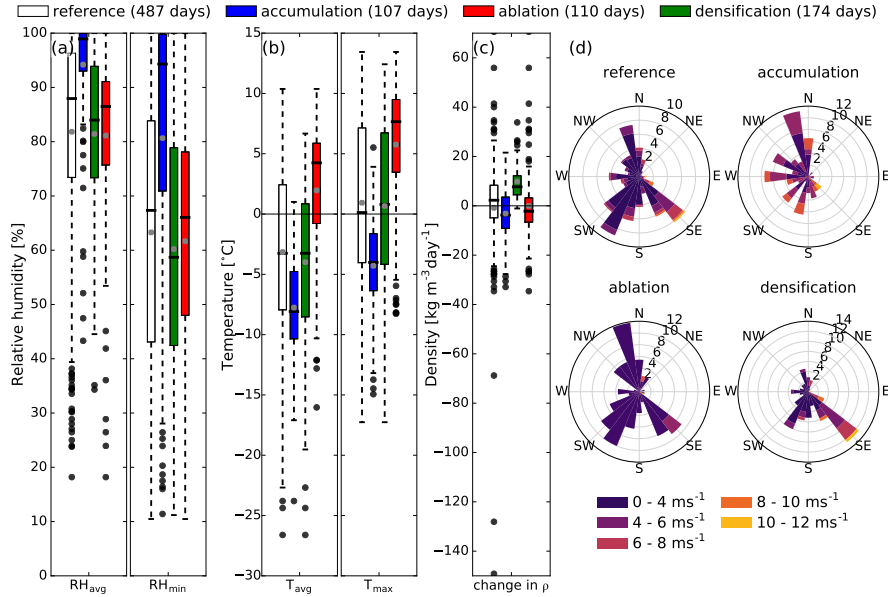 reference (487 days) accumulation (107 days) ablation (110 days) densification (174 days)
(a) (b) (c) (d)
Relative humidity [%]
100
90
80
70
60
50
40
30
20
10
0
RH_avg RH_min
Temperature [°C]
15
10
5
0
−5
−10
−15
−20
−25
−30
T_avg T_max
Density [kg m⁻³ day⁻¹]
60
40
20
0
−20
−40
−60
−80
−100
−120
−140
change in ρ
reference
N NE E SE S SW W NW
2 4 6 8 10
accumulation
N NE E SE S SW W NW
2 4 6 8 10 12
ablation
N NE E SE S SW W NW
2 4 6 8 10 12
densification
N NE E SE S SW W NW
2 4 6 8 10 12 14
0 - 4 ms⁻¹ 8 - 10 ms⁻¹
4 - 6 ms⁻¹ 10 - 12 ms⁻¹
6 - 8 ms⁻¹